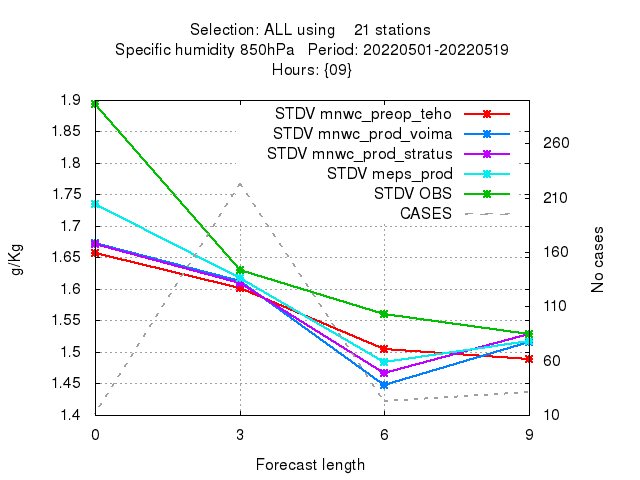 Selection: ALL using 21 stations
Specific humidity 850hPa Period: 20220501-20220519
Hours: {09}
STDV mnwc_preop_teho
STDV mnwc_prod_voima
STDV mnwc_prod_stratus
STDV meps_prod
STDV OBS
CASES
g/Kg
1.9
1.85
1.8
1.75
1.7
1.65
1.6
1.55
1.5
1.45
1.4
260
210
160
110
60
10
No cases
0 3 6 9
Forecast length